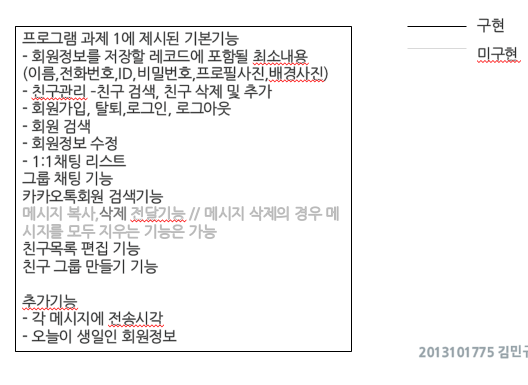 프로그램 과제 1에 제시된 기본기능
- 회원정보를 저장할 레코드에 포함될 최소내용
(이름,전화번호,ID,비밀번호,프로필사진,배경사진)
- 친구관리 -친구 검색, 친구 삭제 및 추가
- 회원가입, 탈퇴,로그인, 로그아웃
- 회원 검색
- 회원정보 수정
- 1:1채팅 리스트
그룹 채팅 기능
카카오톡회원 검색기능
메시지 복사,삭제 전달기능 // 메시지 삭제의 경우 메
시지를 모두 지우는 기능은 가능
친구목록 편집 기능
친구 그룹 만들기 기능
추가기능
- 각 메시지에 전송시각
- 오늘이 생일인 회원정보
구현
미구현
2013101775 김민